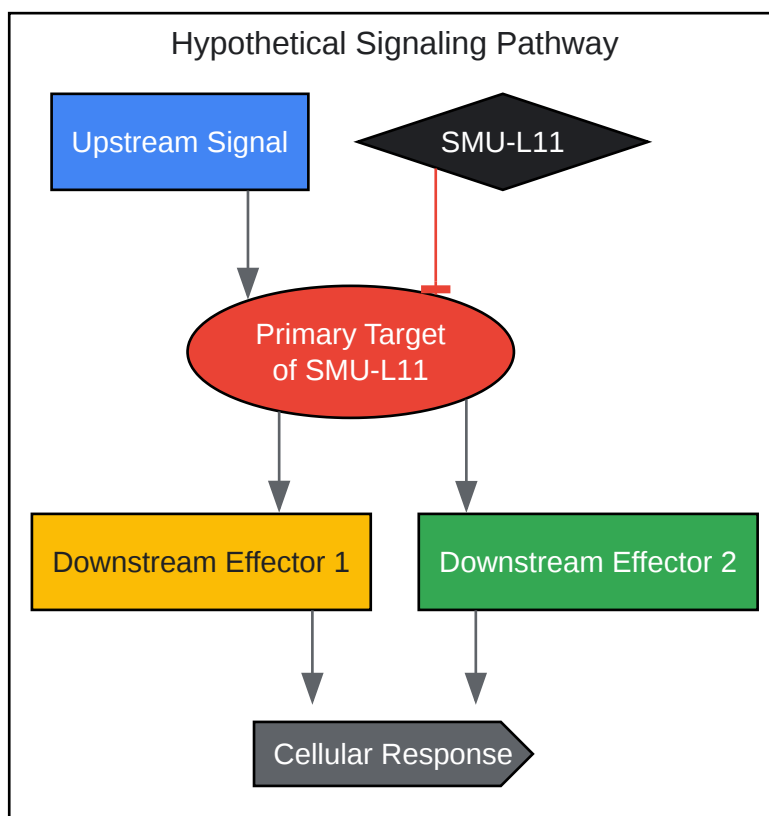 Hypothetical Signaling Pathway
Upstream Signal
SMU-L11
Primary Target
of SMU-L11
Downstream Effector 1
Downstream Effector 2
Cellular Response